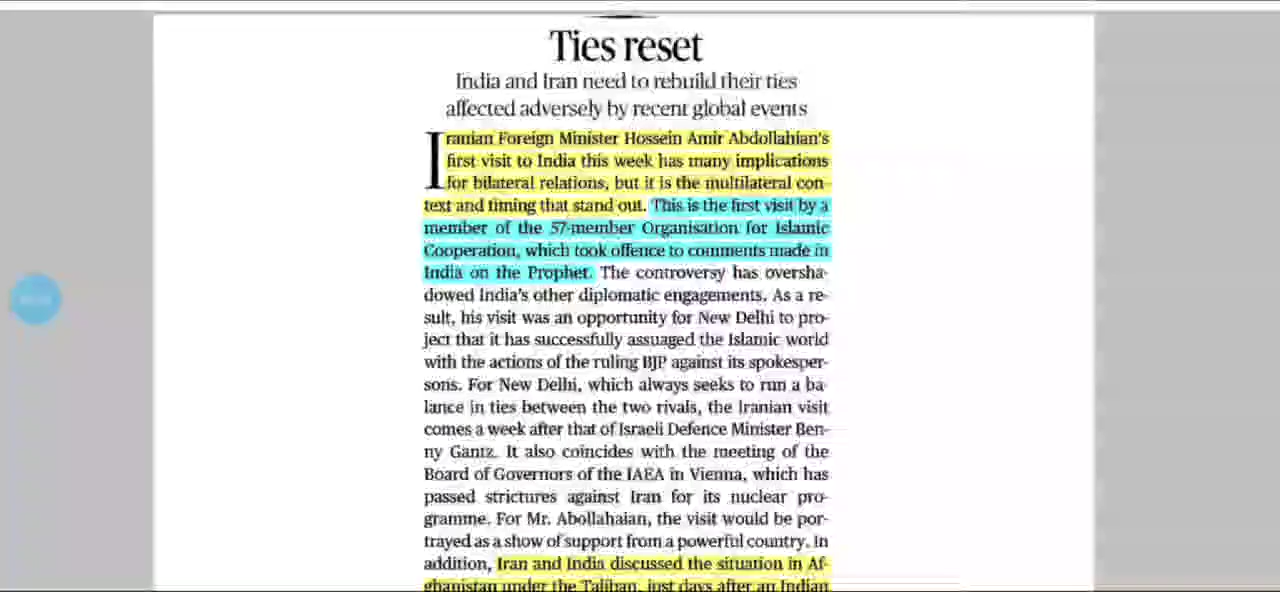 Ties reset
India and Iran need to rebuild their ties
affected adversely by recent global events
Iranian Foreign Minister Hossein Amir Abdollahian's
first visit to India this week has many implications
for bilateral relations, but it is the multilateral con-
text and timing that stand out. This is the first visit by a
member of the 57-member Organisation for Islamic
Cooperation, which took offence to comments made in
India on the Prophet. The controversy has oversha-
dowed India's other diplomatic engagements. As a re-
sult, his visit was an opportunity for New Delhi to pro-
ject that it has successfully assuaged the Islamic world
with the actions of the ruling BJP against its spokesper-
sons. For New Delhi, which always seeks to run a ba-
lance in ties between the two rivals, the Iranian visit
comes a week after that of Israeli Defence Minister Ben-
ny Gantz. It also coincides with the meeting of the
Board of Governors of the IAEA in Vienna, which has
passed strictures against Iran for its nuclear pro-
gramme. For Mr. Abollahaian, the visit would be por-
trayed as a show of support from a powerful country. In
addition, Iran and India discussed the situation in Af-
ghanistan under the Taliban, just days after an Indian